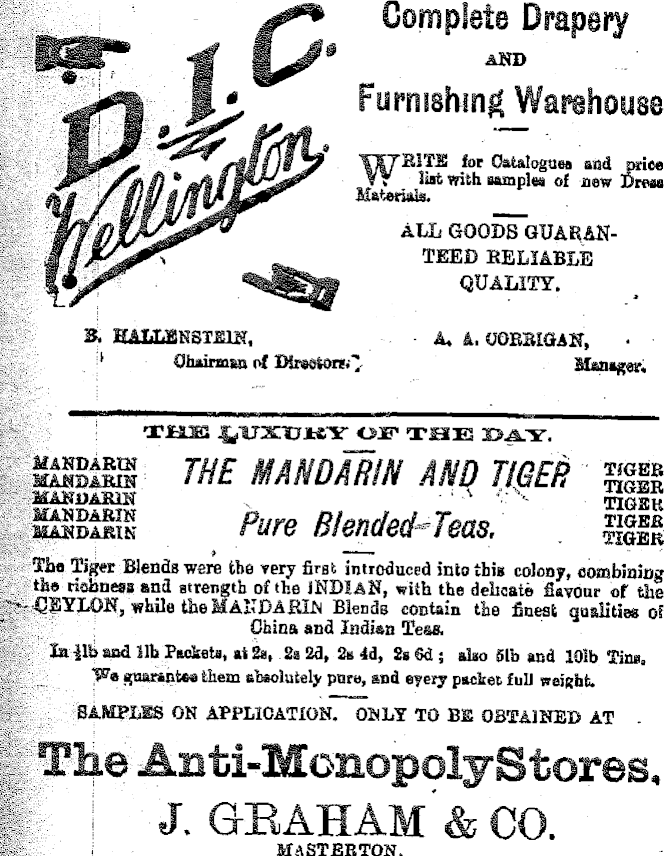 D.I.C.
Wellington.
Complete Drapery
AND
Furnishing Warehouse
WRITE for Catalogues and price
list with samples of new Dress
Materials.
ALL GOODS GUARAN-
TEED RELIABLE
QUALITY.
B. HALLENSTEIN,
Chairman of Directors.
A. A. CORRIGAN,
Manager.
THE LUXURY OF THE DAY.
MANDARIN
MANDARIN
MANDARIN
MANDARIN
MANDARIN
THE MANDARIN AND TIGER
Pure Blended Teas.
TIGER
TIGER
TIGER
TIGER
TIGER
The Tiger Blends were the very first introduced into this colony, combining
the richness and strength of the INDIAN, with the delicate flavour of the
CEYLON, while the MANDARIN Blends contain the finest qualities of
China and Indian Teas.
In ½lb and 1lb Packets, at 2s, 2s 2d, 2s 4d, 2s 6d; also 5lb and 10lb Tins.
We guarantee them absolutely pure, and every packet full weight.
SAMPLES ON APPLICATION. ONLY TO BE OBTAINED AT
The Anti-Monopoly Stores,
J. GRAHAM & CO.
MASTERTON.